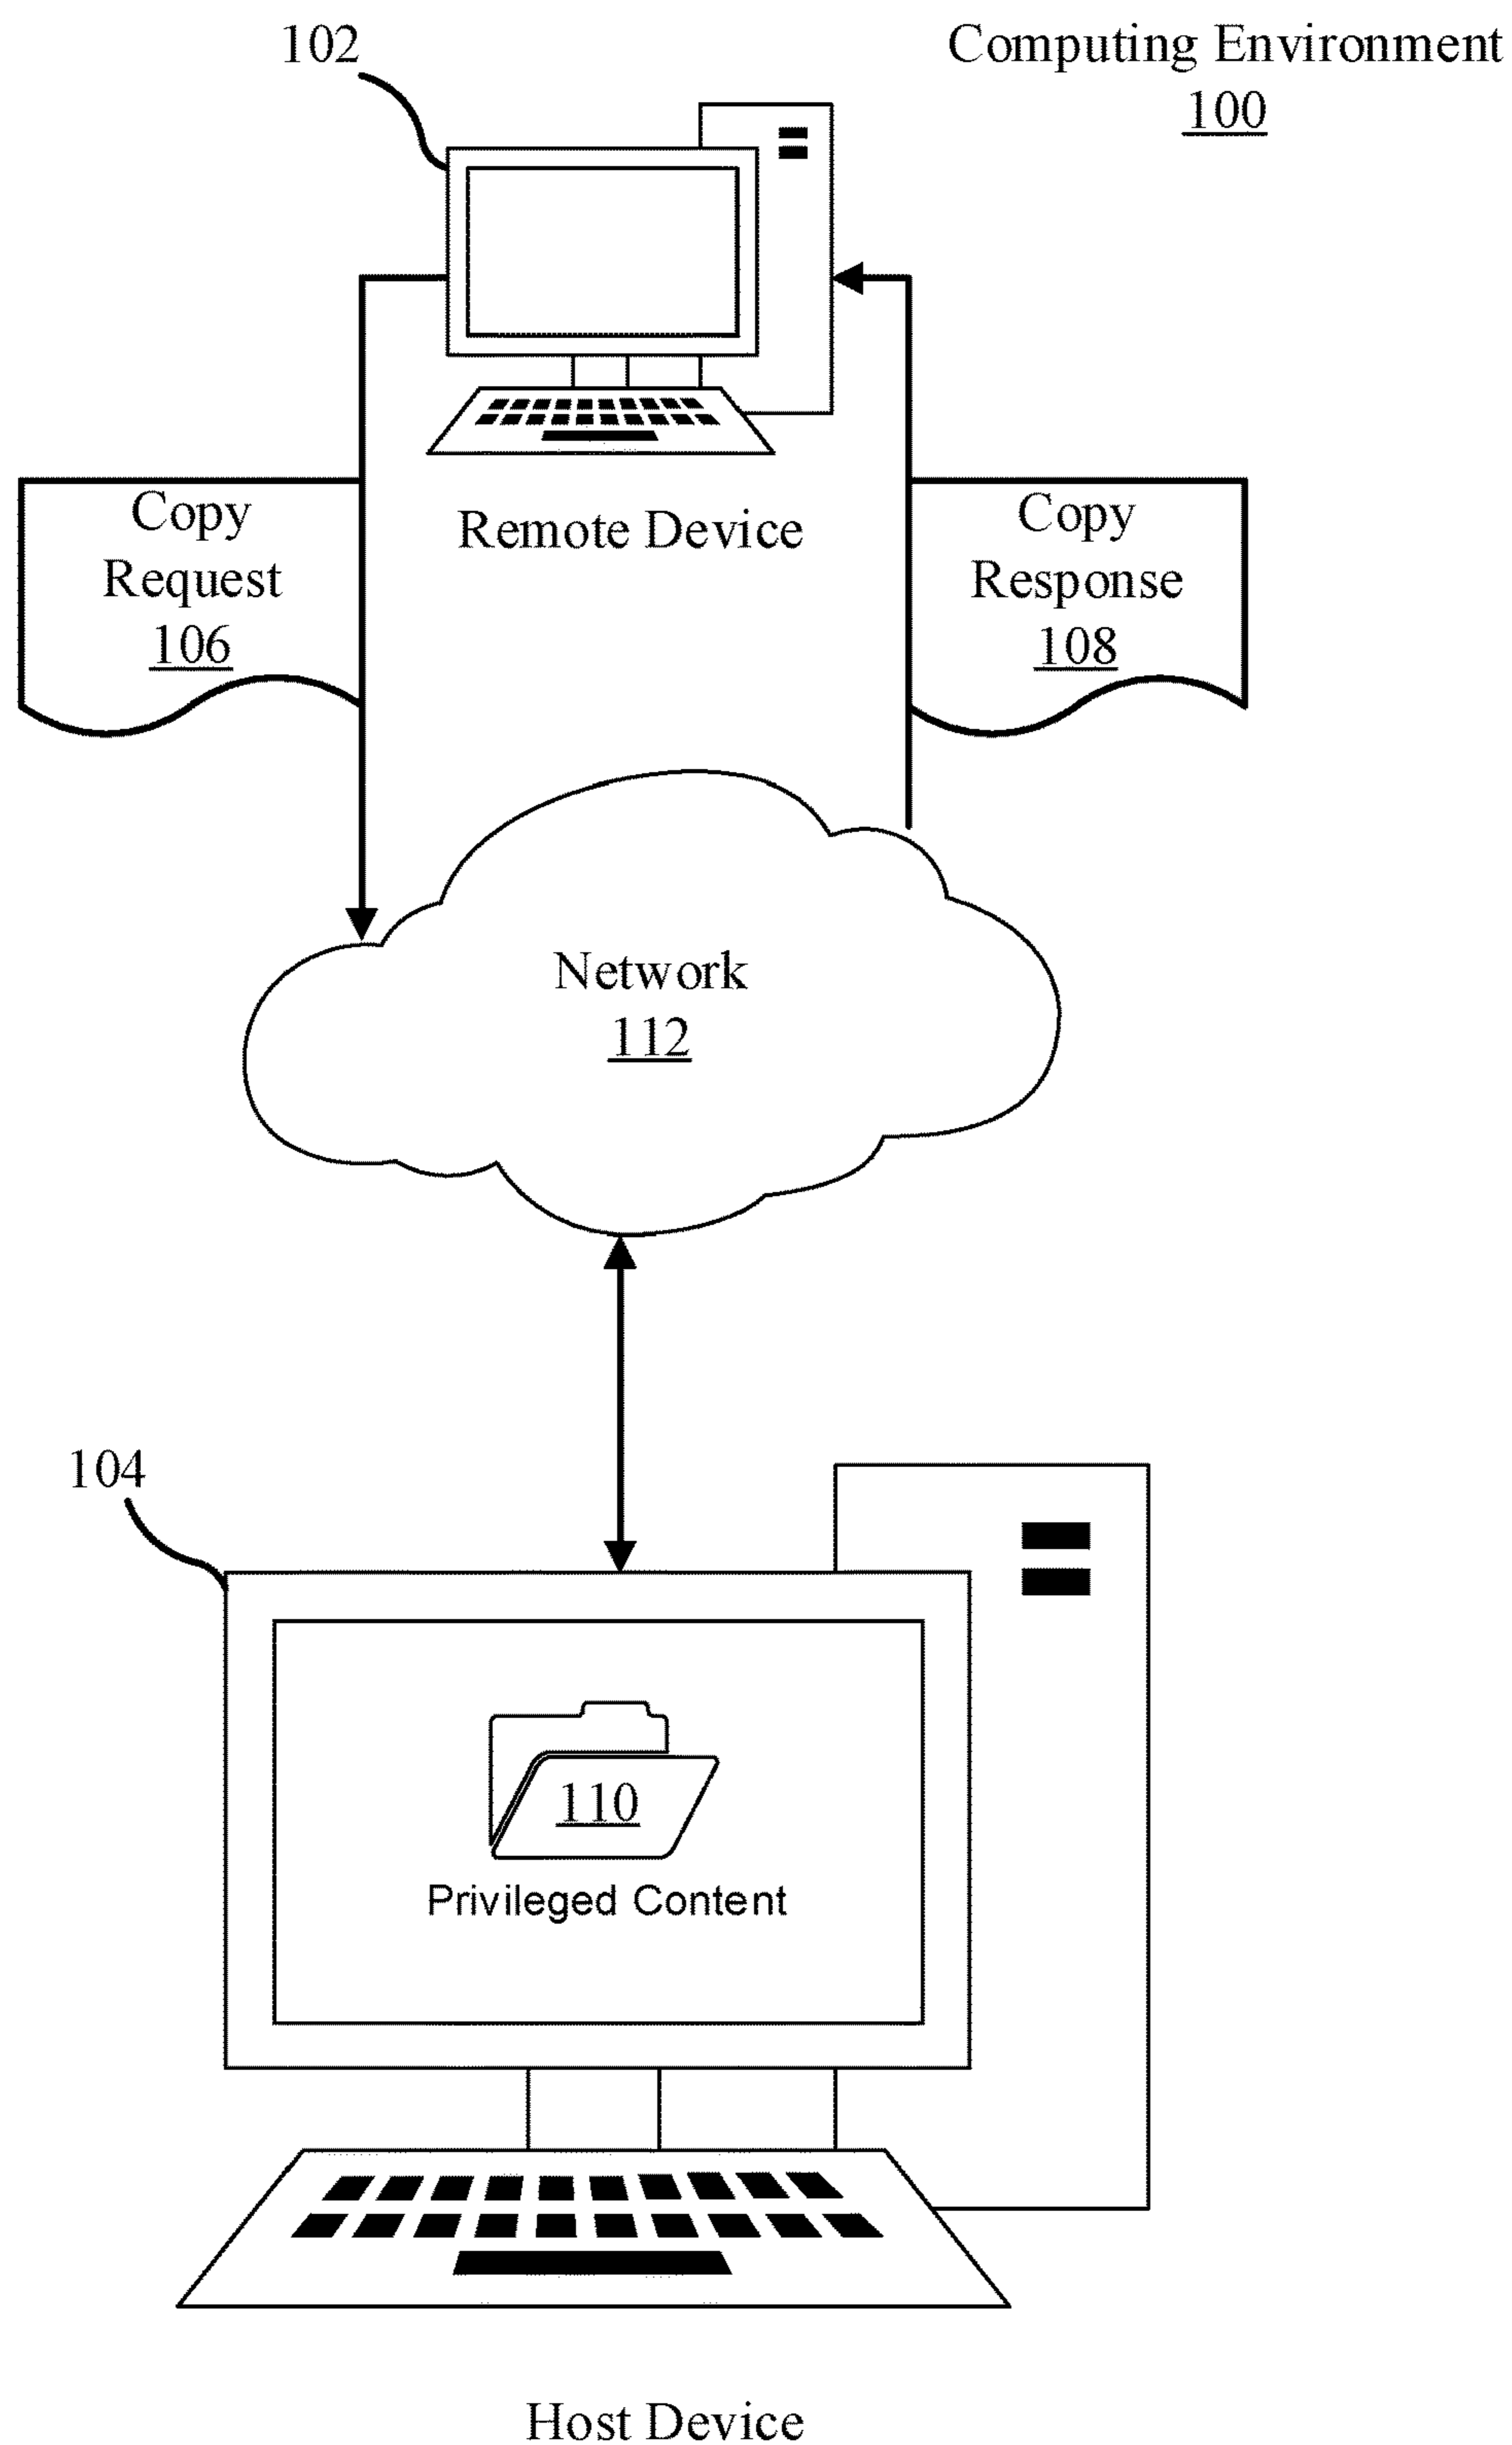 102
Computing Environment
100
Copy
Request
106
Remote Device
Copy
Response
108
Network
112
104
110
Privileged Content
Host Device